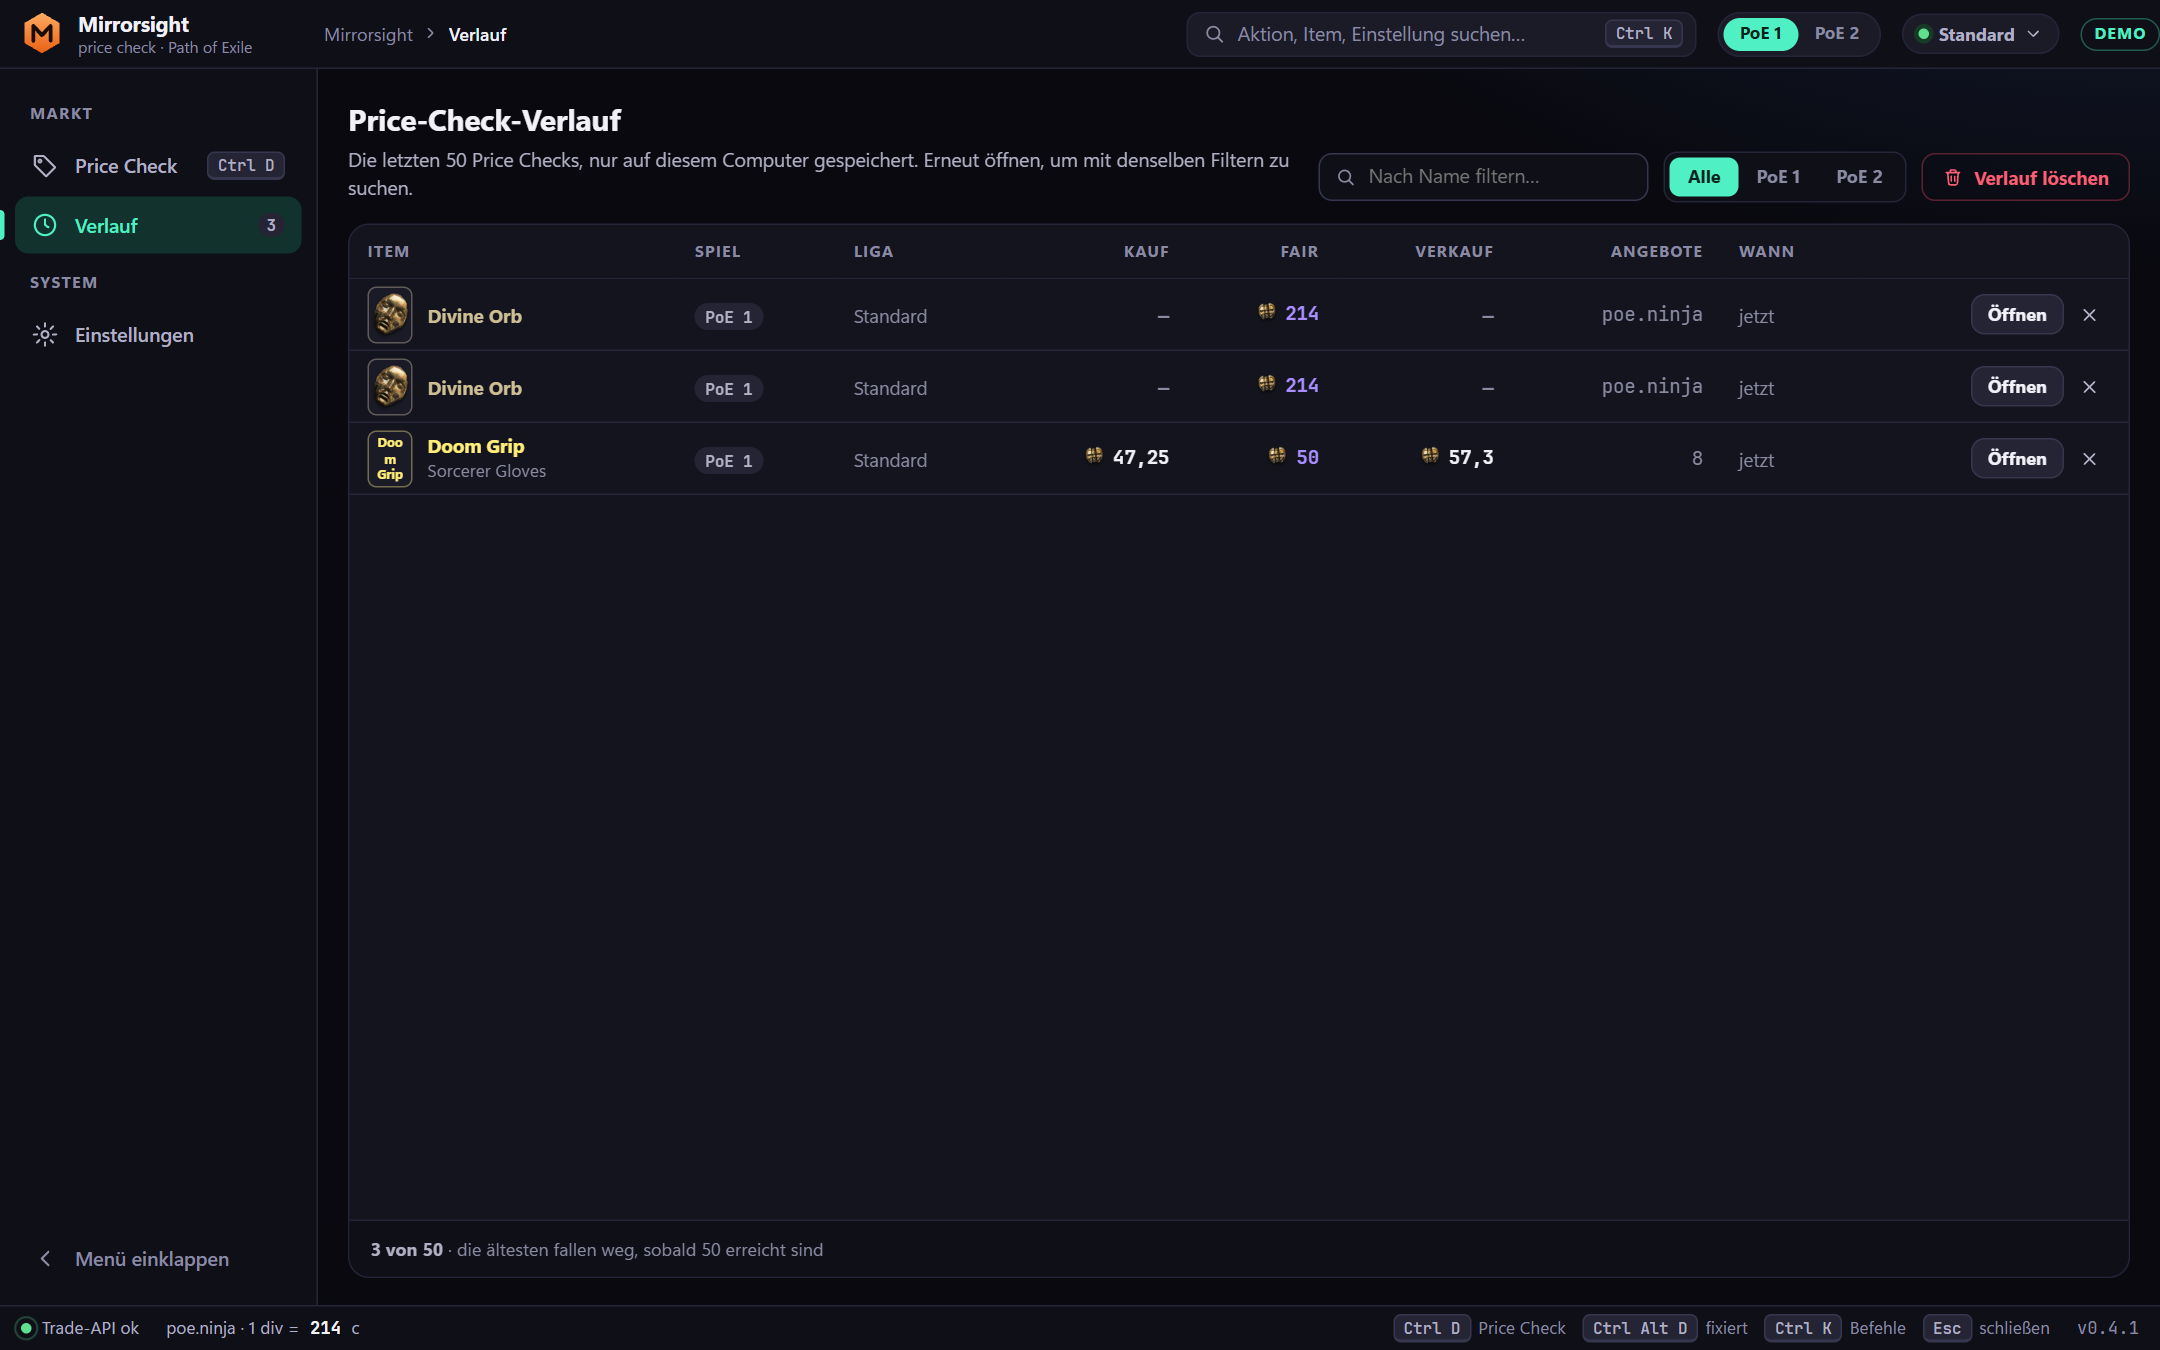 Mirrorsight
price check · Path of Exile
Mirrorsight > Verlauf
Aktion, Item, Einstellung suchen...
Ctrl K
PoE 1
PoE 2
Standard
DEMO
MARKT
Price Check
Ctrl D
Verlauf
3
SYSTEM
Einstellungen
Menü einklappen
Price-Check-Verlauf
Die letzten 50 Price Checks, nur auf diesem Computer gespeichert. Erneut öffnen, um mit denselben Filtern zu
suchen.
Nach Name filtern...
Alle
PoE 1
PoE 2
Verlauf löschen
ITEM SPIEL LIGA KAUF FAIR VERKAUF ANGEBOTE WANN
Divine Orb PoE 1 Standard – 214 – poe.ninja jetzt Öffnen
Divine Orb PoE 1 Standard – 214 – poe.ninja jetzt Öffnen
Doo
m
Grip
Doom Grip
Sorcerer Gloves
PoE 1 Standard 47,25 50 57,3 8 jetzt Öffnen
3 von 50 · die ältesten fallen weg, sobald 50 erreicht sind
Trade-API ok
poe.ninja · 1 div = 214 c
Ctrl D Price Check
Ctrl Alt D fixiert
Ctrl K Befehle
Esc schließen
v0.4.1